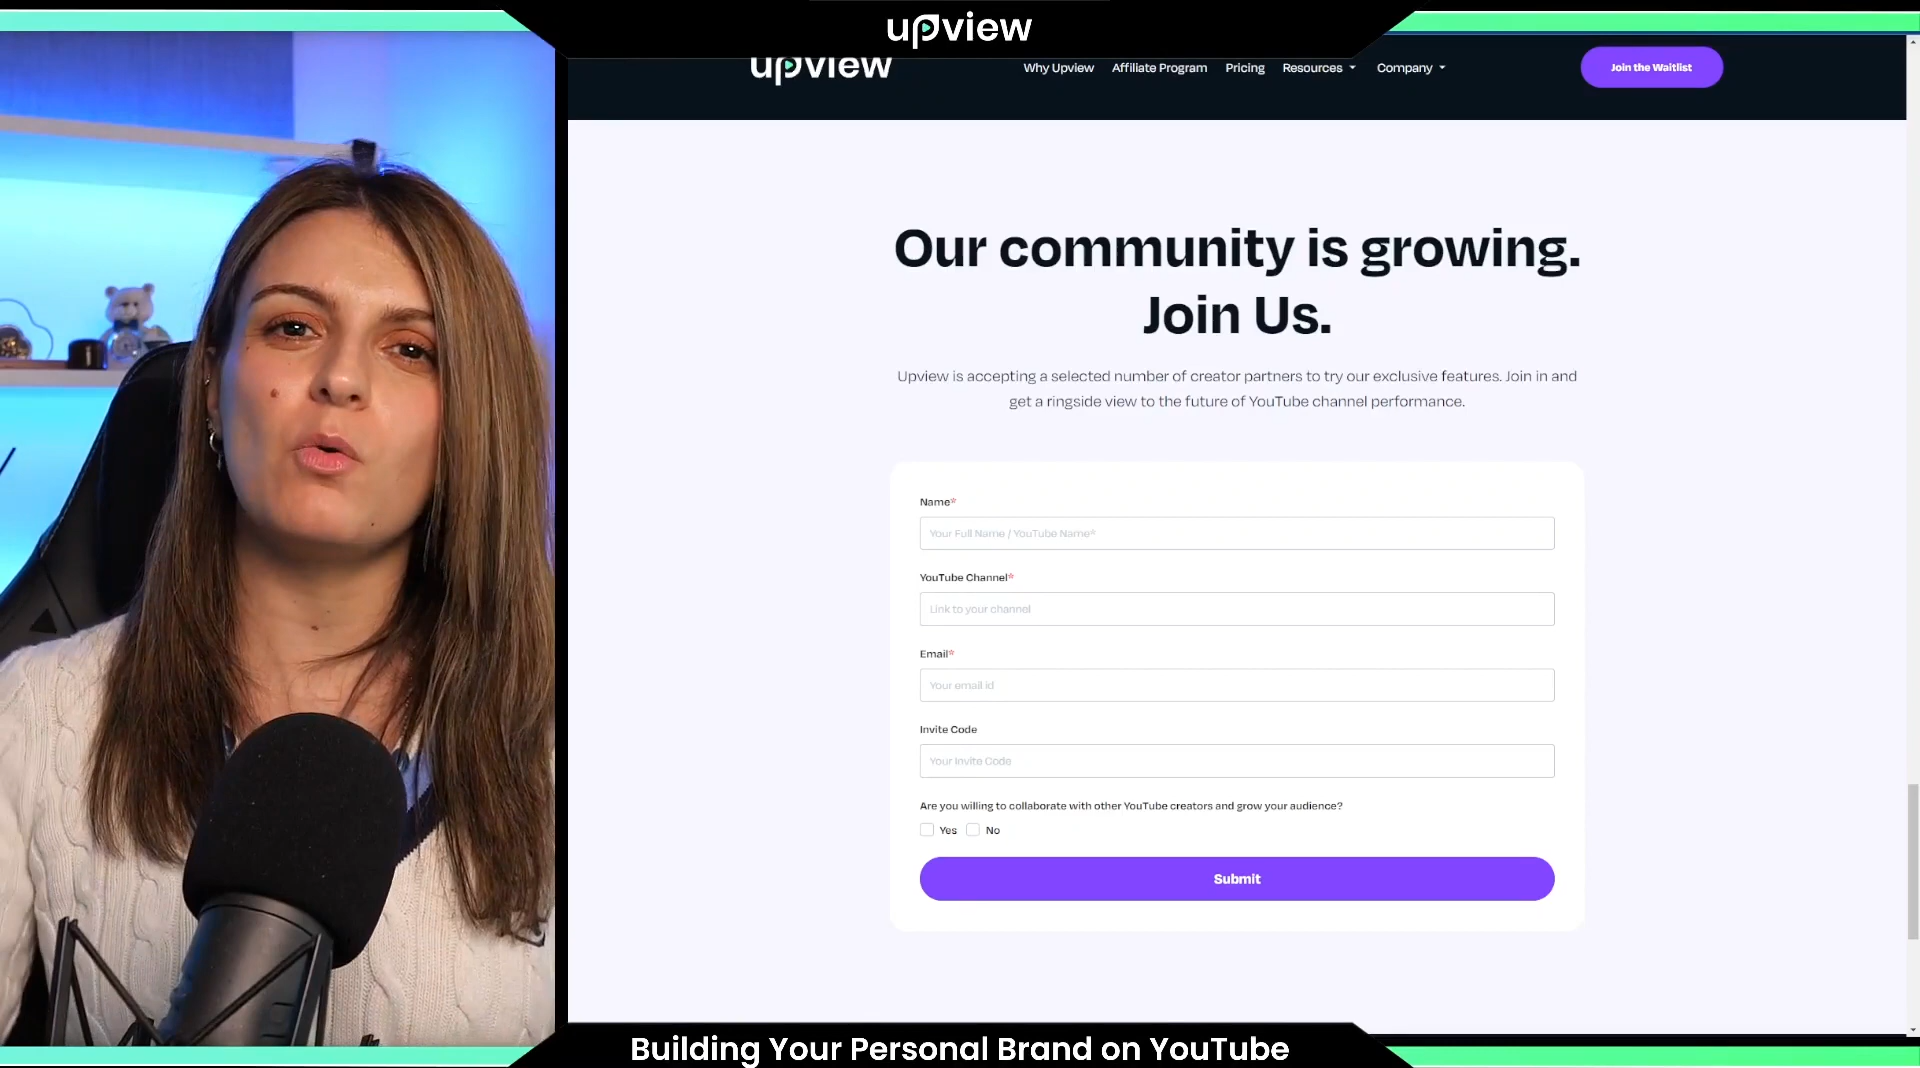 upview
upview
Why Upview Affiliate Program Pricing Resources Company Join the Waitlist
Our community is growing.
Join Us.
Upview is accepting a selected number of creator partners to try our exclusive features. Join in and
get a ringside view to the future of YouTube channel performance.
Name*
Your Full Name / YouTube Name*
YouTube Channel*
Link to your channel
Email*
Your email id
Invite Code
Your Invite Code
Are you willing to collaborate with other YouTube creators and grow your audience?
Yes No
Submit
Building Your Personal Brand on YouTube